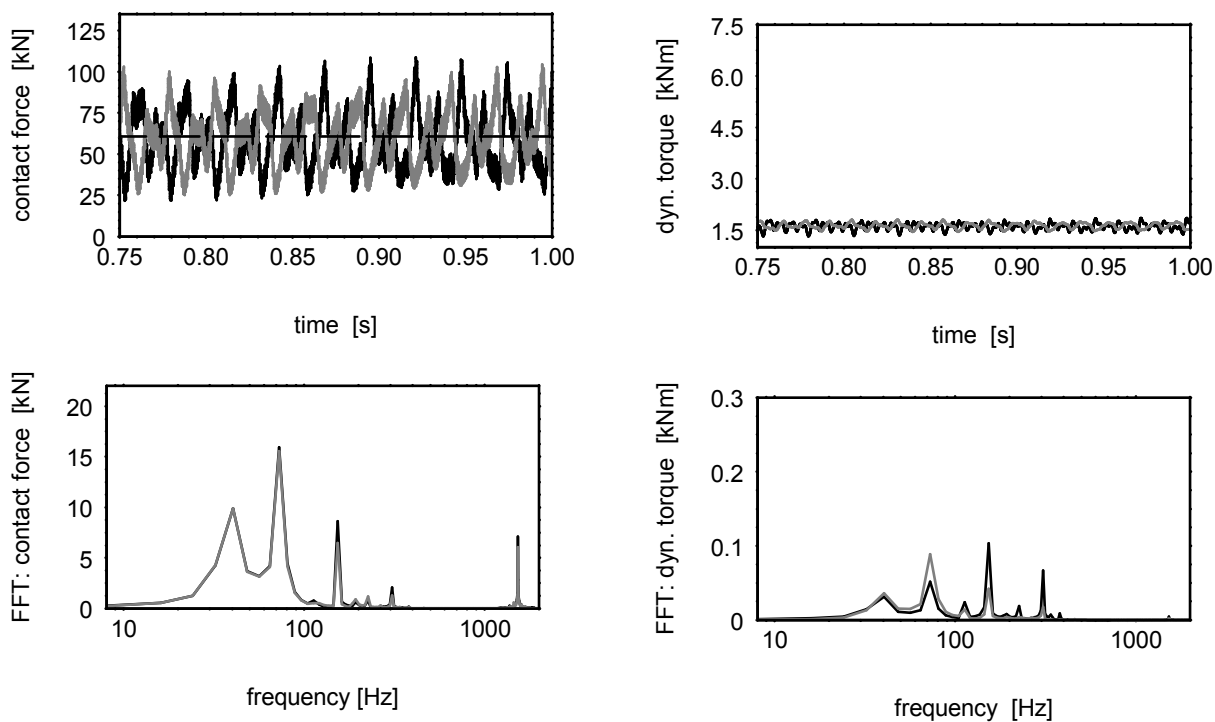 contact force [kN]
125
100
75
50
25
0
0.75 0.80 0.85 0.90 0.95 1.00
time [s]
dyn. torque [kNm]
7.5
6.0
4.5
3.0
1.5
0.75 0.80 0.85 0.90 0.95 1.00
time [s]
FFT: contact force [kN]
20
15
10
5
0
10 100 1000
frequency [Hz]
FFT: dyn. torque [kNm]
0.3
0.2
0.1
0
10 100 1000
frequency [Hz]